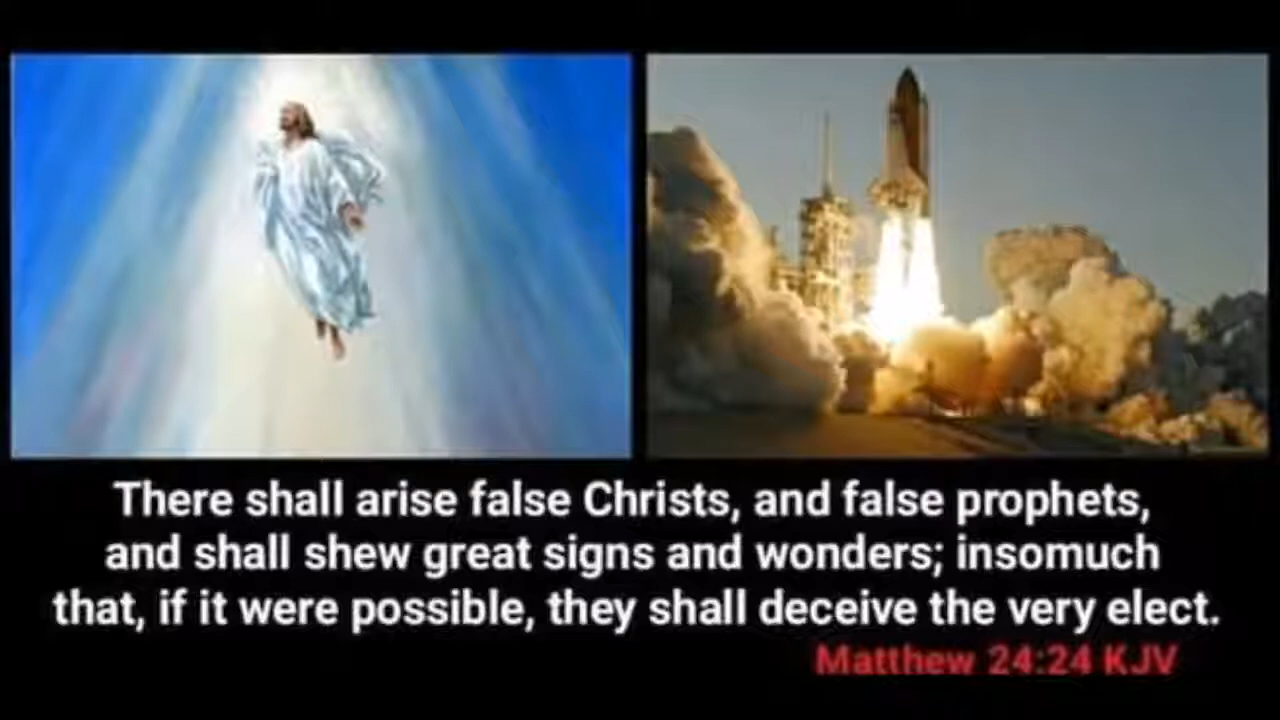 There shall arise false Christs, and false prophets,
and shall shew great signs and wonders; insomuch
that, if it were possible, they shall deceive the very elect.
Matthew 24:24 KJV